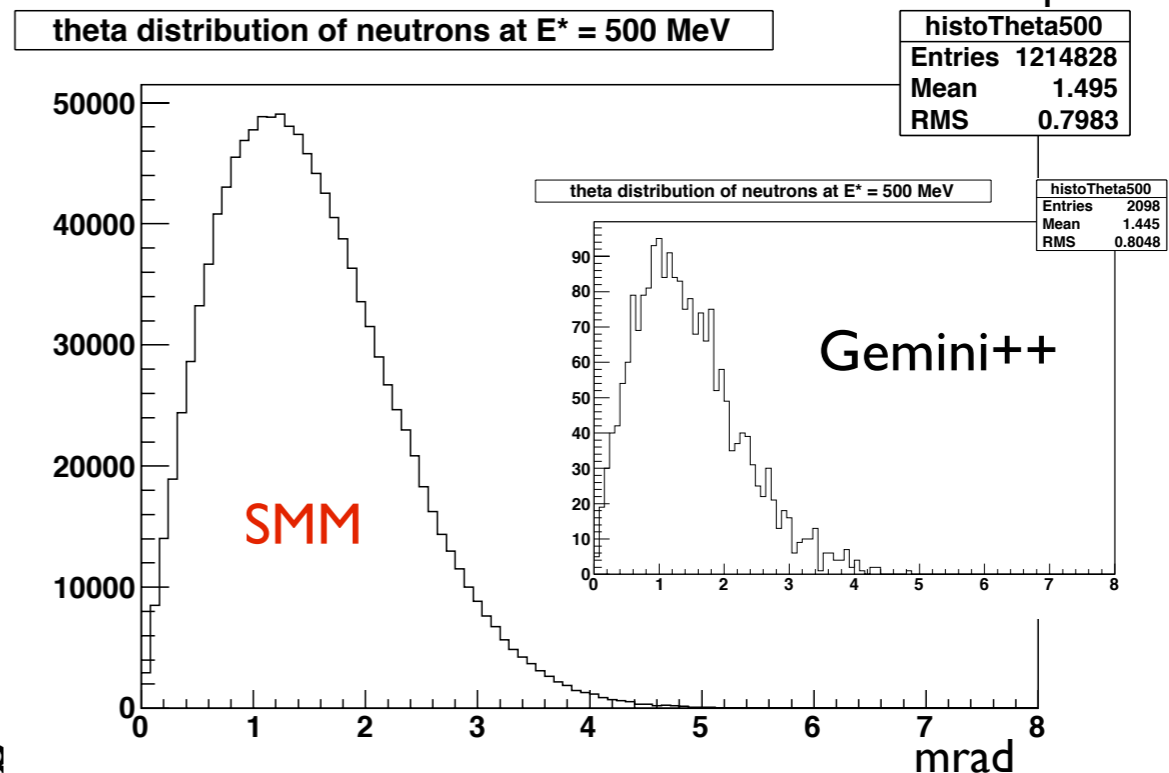 theta distribution of neutrons at E* = 500 MeV
histoTheta500
Entries 1214828
Mean 1.495
RMS 0.7983
50000
40000
30000
20000
10000
0
0 1 2 3 4 5 6 7 8
mrad
SMM
theta distribution of neutrons at E* = 500 MeV
histoTheta500
Entries 2098
Mean 1.445
RMS 0.8048
90
80
70
60
50
40
30
20
10
0
0 1 2 3 4 5 6 7 8
Gemini++